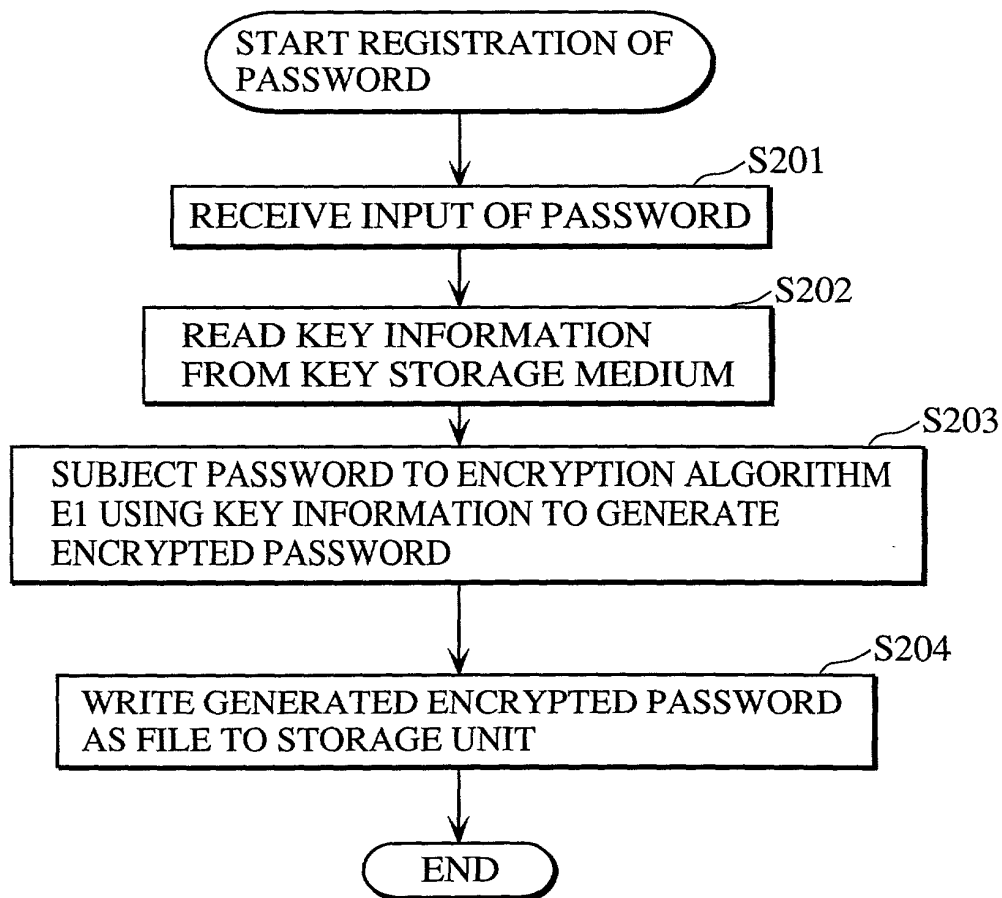 START REGISTRATION OF
PASSWORD
S201
RECEIVE INPUT OF PASSWORD
S202
READ KEY INFORMATION
FROM KEY STORAGE MEDIUM
S203
SUBJECT PASSWORD TO ENCRYPTION ALGORITHM
E1 USING KEY INFORMATION TO GENERATE
ENCRYPTED PASSWORD
S204
WRITE GENERATED ENCRYPTED PASSWORD
AS FILE TO STORAGE UNIT
END